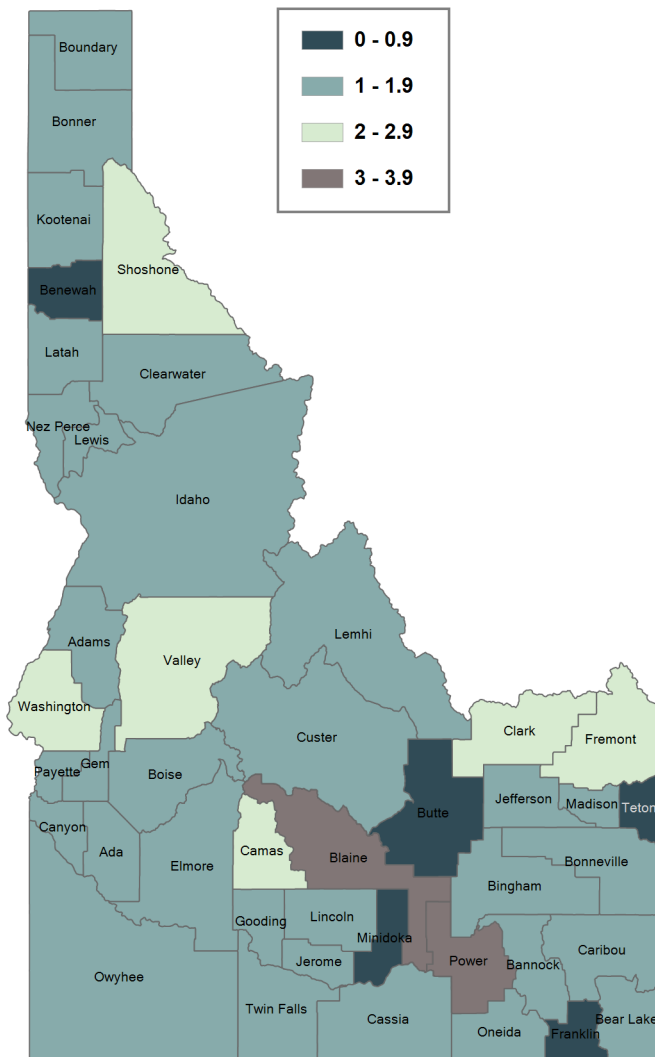 0 - 0.9
1 - 1.9
2 - 2.9
3 - 3.9
Boundary
Bonner
Kootenai
Shoshone
Benewah
Latah
Clearwater
Nez Perce
Lewis
Idaho
Lemhi
Adams
Valley
Washington
Clark
Custer
Fremont
Gem
Payette
Boise
Jefferson
Madison
Teton
Butte
Canyon
Ada
Camas
Blaine
Elmore
Bonneville
Bingham
Lincoln
Gooding
Minidoka
Caribou
Jerome
Power
Bannock
Owyhee
Twin Falls
Cassia
Bear Lake
Oneida
Franklin